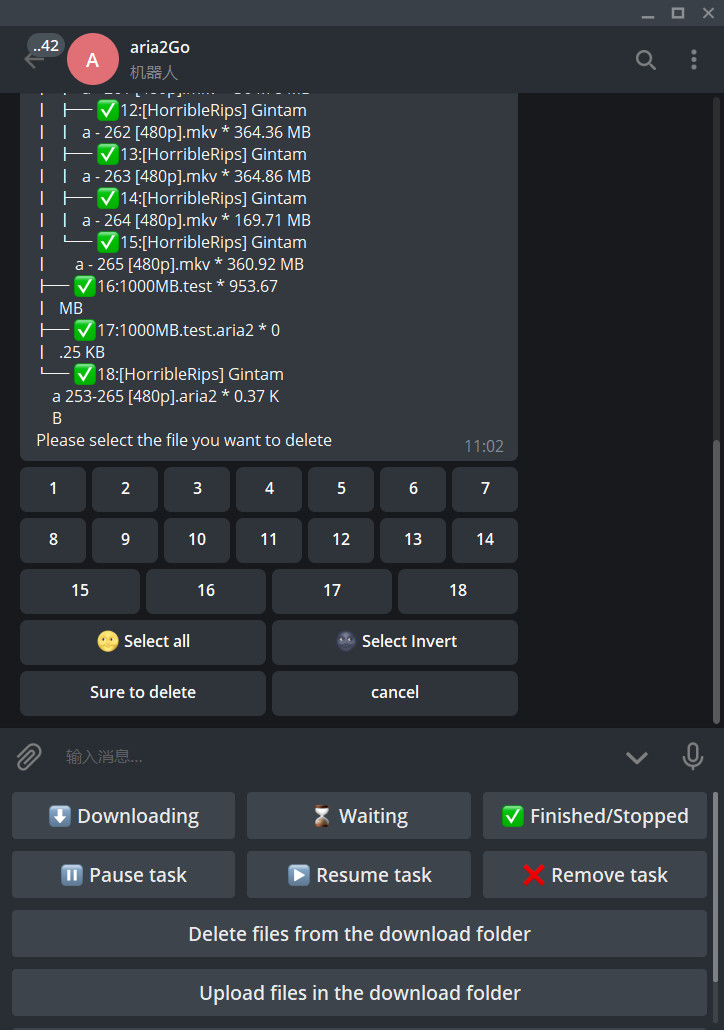 ..42
A
aria2Go
机器人
12:[HorribleRips] Gintam
a - 262 [480p].mkv * 364.36 MB
13:[HorribleRips] Gintam
a - 263 [480p].mkv * 364.86 MB
14:[HorribleRips] Gintam
a - 264 [480p].mkv * 169.71 MB
15:[HorribleRips] Gintam
a - 265 [480p].mkv * 360.92 MB
16:1000MB.test * 953.67
MB
17:1000MB.test.aria2 * 0
.25 KB
18:[HorribleRips] Gintam
a 253-265 [480p].aria2 * 0.37 K
B
Please select the file you want to delete
11:02
1 2 3 4 5 6 7
8 9 10 11 12 13 14
15 16 17 18
Select all Select Invert
Sure to delete cancel
输入消息...
Downloading Waiting Finished/Stopped
Pause task Resume task Remove task
Delete files from the download folder
Upload files in the download folder